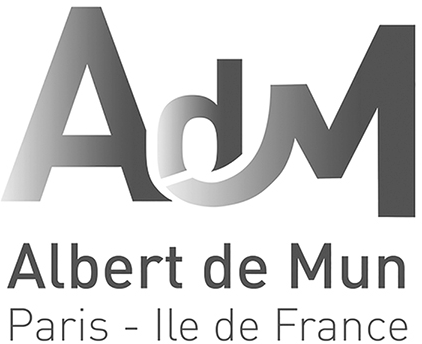 AdM
Albert de Mun
Paris - Ile de France